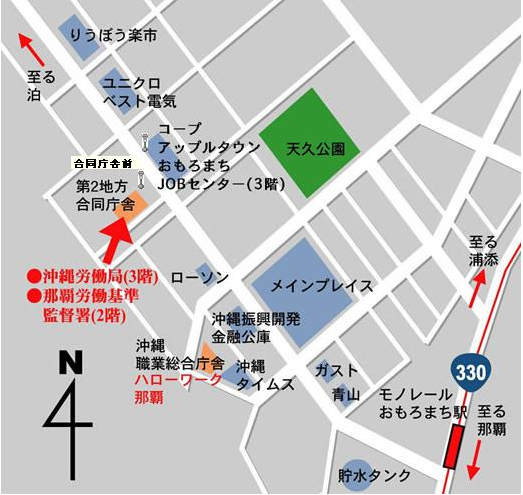 りうぼう楽市
至る
泊
ユニクロ
ベスト電気
コープ
アップルタウン
おもろまち
JOBセンター(3階)
合同庁舎前
第2地方
合同庁舎
天久公園
●沖縄労働局(3階)
●那覇労働基準
監督署(2階)
ローソン
メインプレイス
至る
浦添
沖縄振興開発
金融公庫
沖縄
職業総合庁舎
ハローワーク
那覇
沖縄
タイムズ
ガスト
青山
330
モノレール
おもろまち駅
至る
那覇
貯水タンク
N